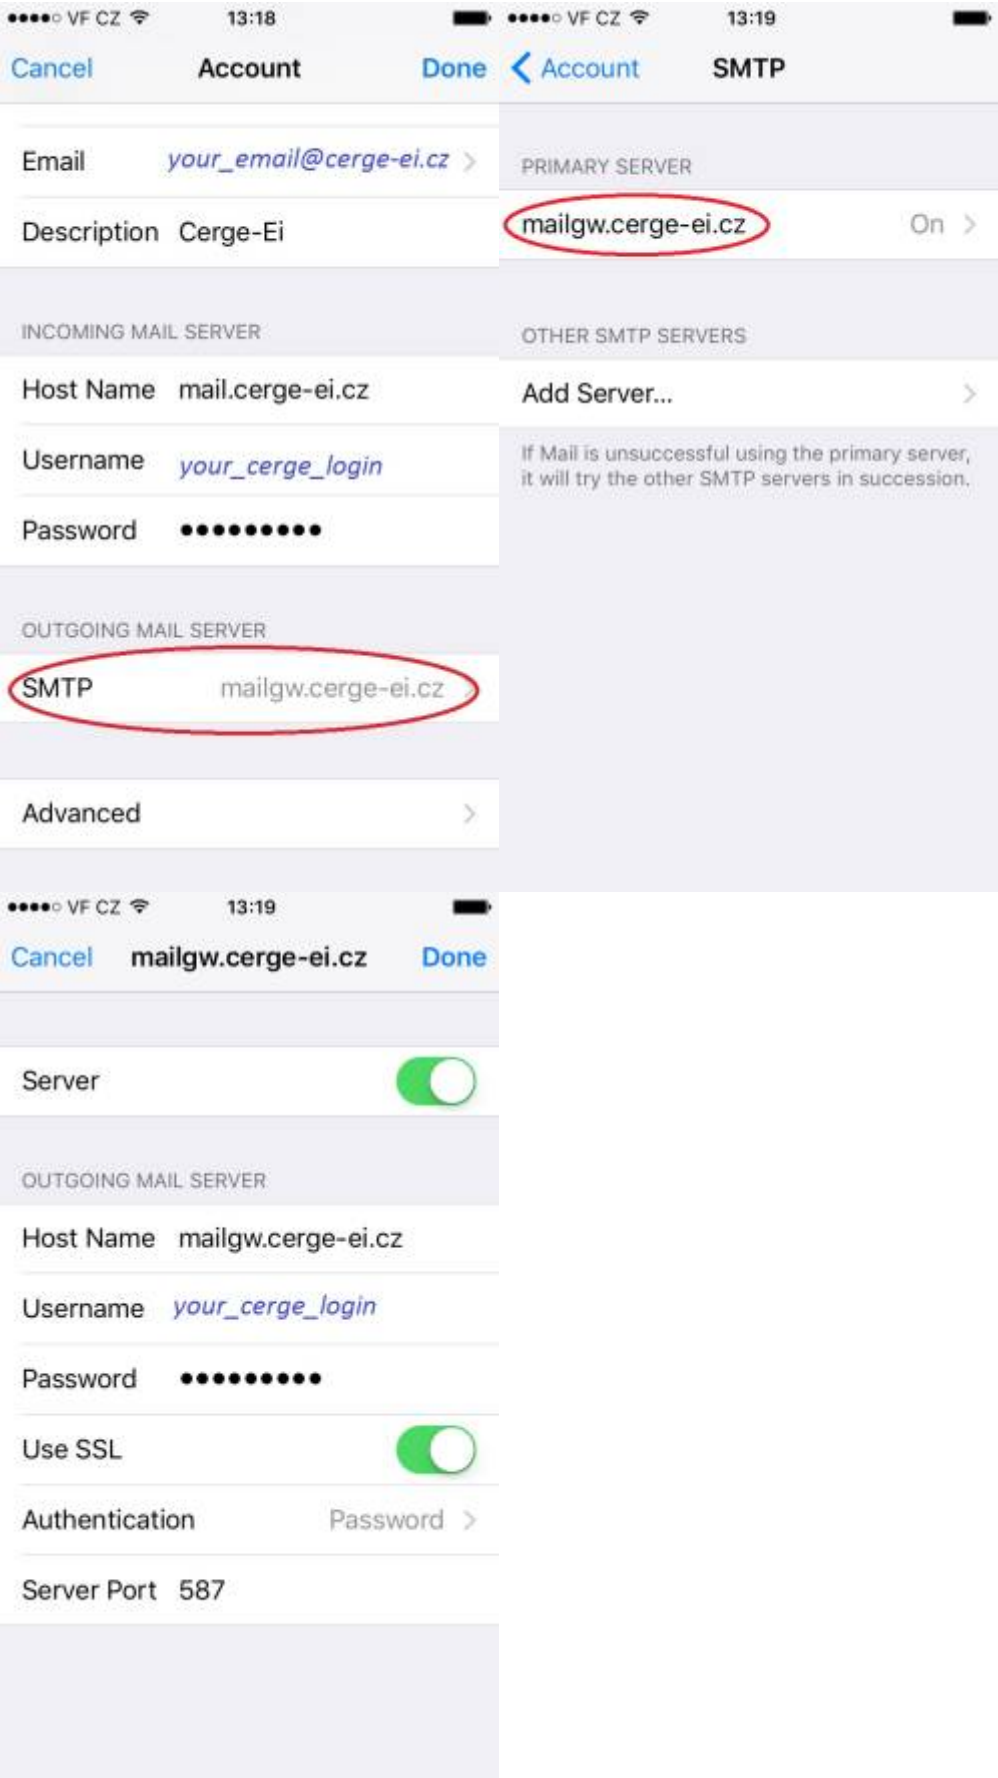 VF CZ 13:18
Cancel Account Done
Email your_email@cerge-ei.cz
Description Cerge-Ei
INCOMING MAIL SERVER
Host Name mail.cerge-ei.cz
Username your_cerge_login
Password
OUTGOING MAIL SERVER
SMTP mailgw.cerge-ei.cz
Advanced
VF CZ 13:19
Account SMTP
PRIMARY SERVER
mailgw.cerge-ei.cz On
OTHER SMTP SERVERS
Add Server...
If Mail is unsuccessful using the primary server,
it will try the other SMTP servers in succession.
VF CZ 13:19
Cancel mailgw.cerge-ei.cz Done
Server
OUTGOING MAIL SERVER
Host Name mailgw.cerge-ei.cz
Username your_cerge_login
Password
Use SSL
Authentication Password
Server Port 587